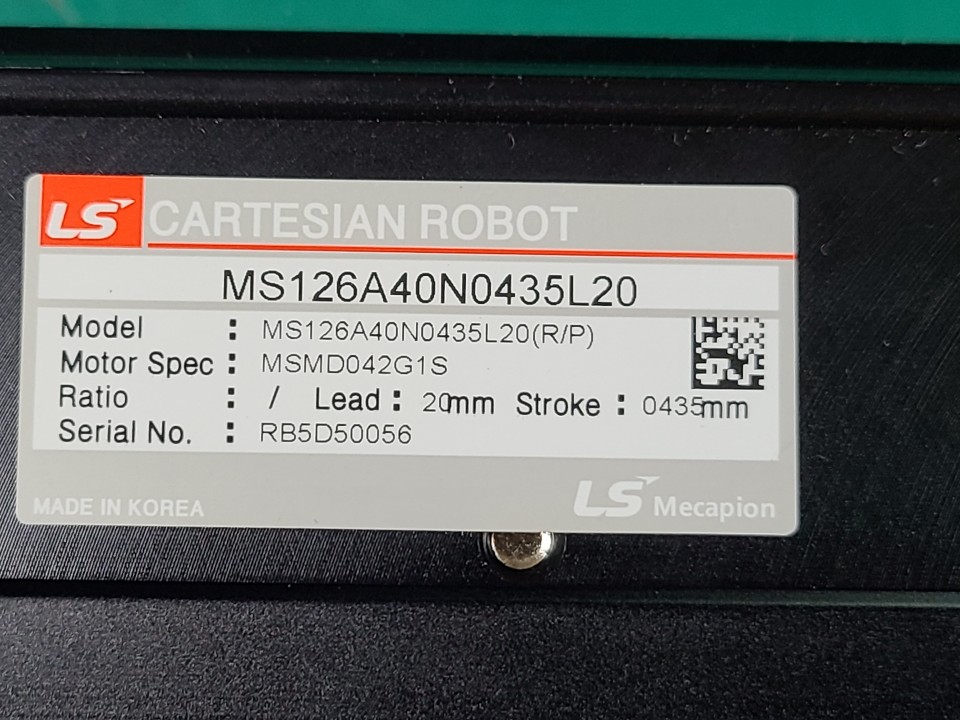 LS CARTESIAN ROBOT
MS126A40N0435L20
Model : MS126A40N0435L20(R/P)
Motor Spec : MSMD042G1S
Ratio : / Lead : 20mm Stroke : 0435mm
Serial No. : RB5D50056
MADE IN KOREA
LS Mecapion